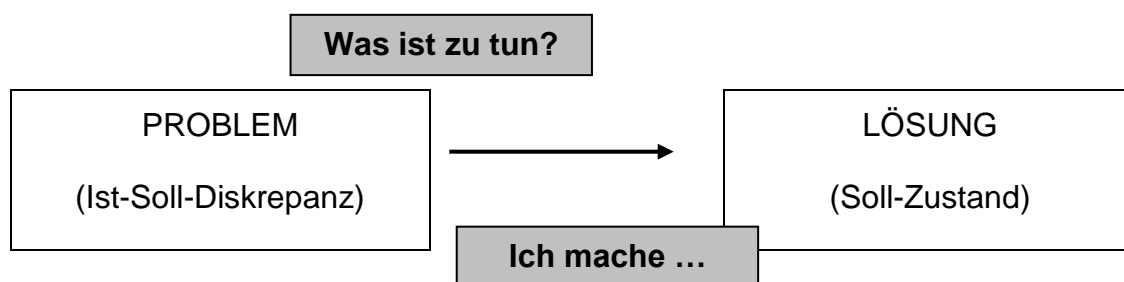 Was ist zu tun?
PROBLEM
(Ist-Soll-Diskrepanz)
LÖSUNG
(Soll-Zustand)
Ich mache …